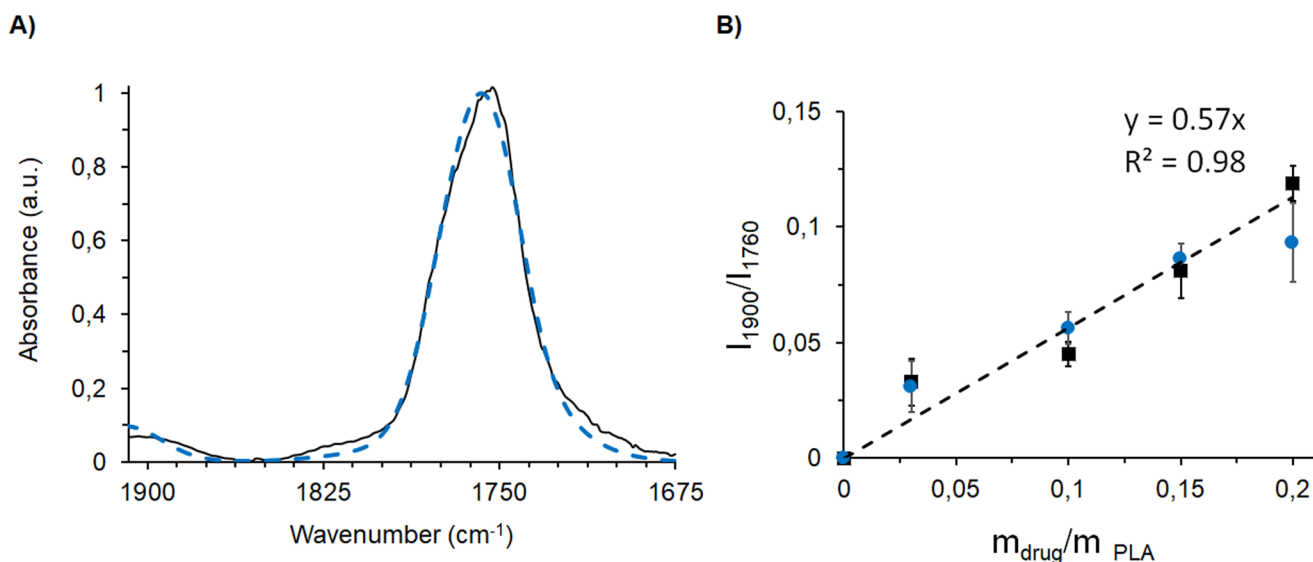 A)
Absorbance (a.u.)
1
0,8
0,6
0,4
0,2
0
1900 1825 1750 1675
Wavenumber (cm-1)
B)
I1900/I1760
0,15
0,1
0,05
0
y = 0.57x
R² = 0.98
0 0,05 0,1 0,15 0,2
mdrug/m PLA